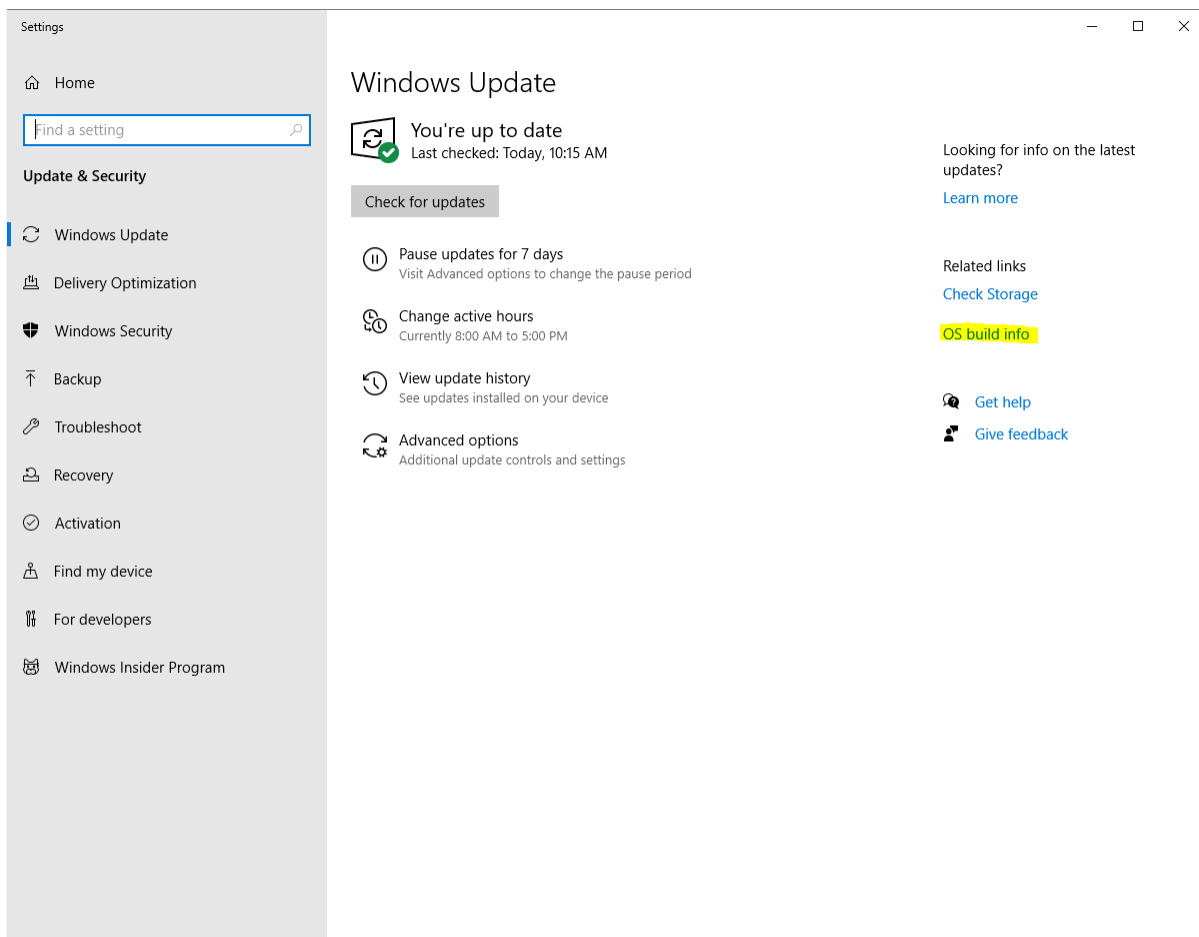 Settings
Home
Find a setting
Update & Security
Windows Update
Delivery Optimization
Windows Security
Backup
Troubleshoot
Recovery
Activation
Find my device
For developers
Windows Insider Program
Windows Update
You're up to date
Last checked: Today, 10:15 AM
Check for updates
Pause updates for 7 days
Visit Advanced options to change the pause period
Change active hours
Currently 8:00 AM to 5:00 PM
View update history
See updates installed on your device
Advanced options
Additional update controls and settings
Looking for info on the latest
updates?
Learn more
Related links
Check Storage
OS build info
Get help
Give feedback